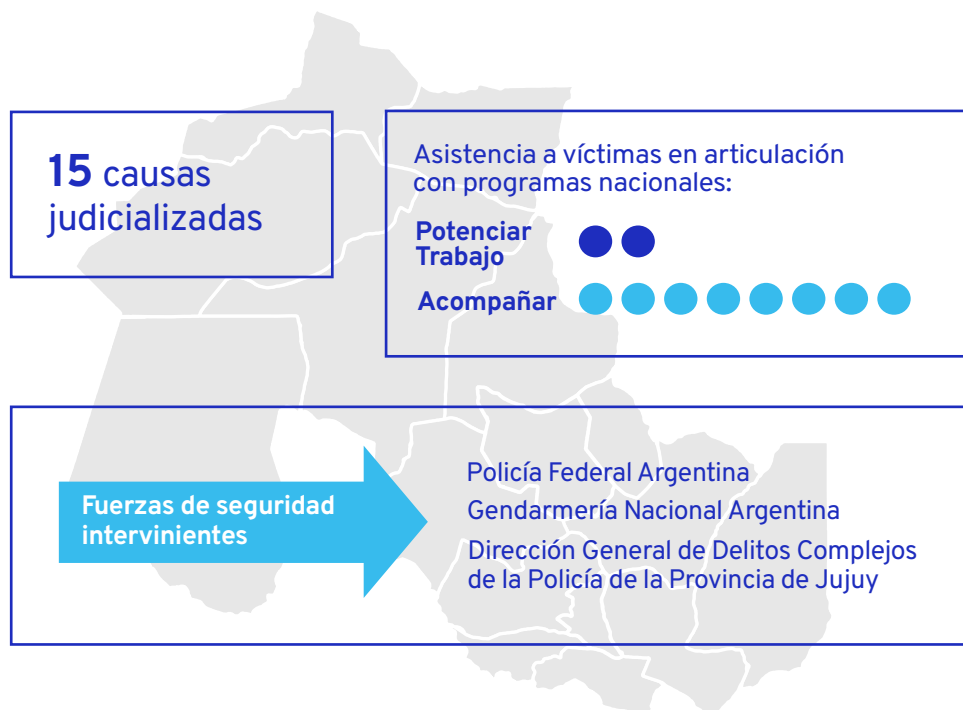 15 causas
judicializadas
Asistencia a víctimas en articulación
con programas nacionales:
Potenciar
Trabajo
Acompañar
Fuerzas de seguridad
intervinientes
Policía Federal Argentina
Gendarmería Nacional Argentina
Dirección General de Delitos Complejos
de la Policía de la Provincia de Jujuy